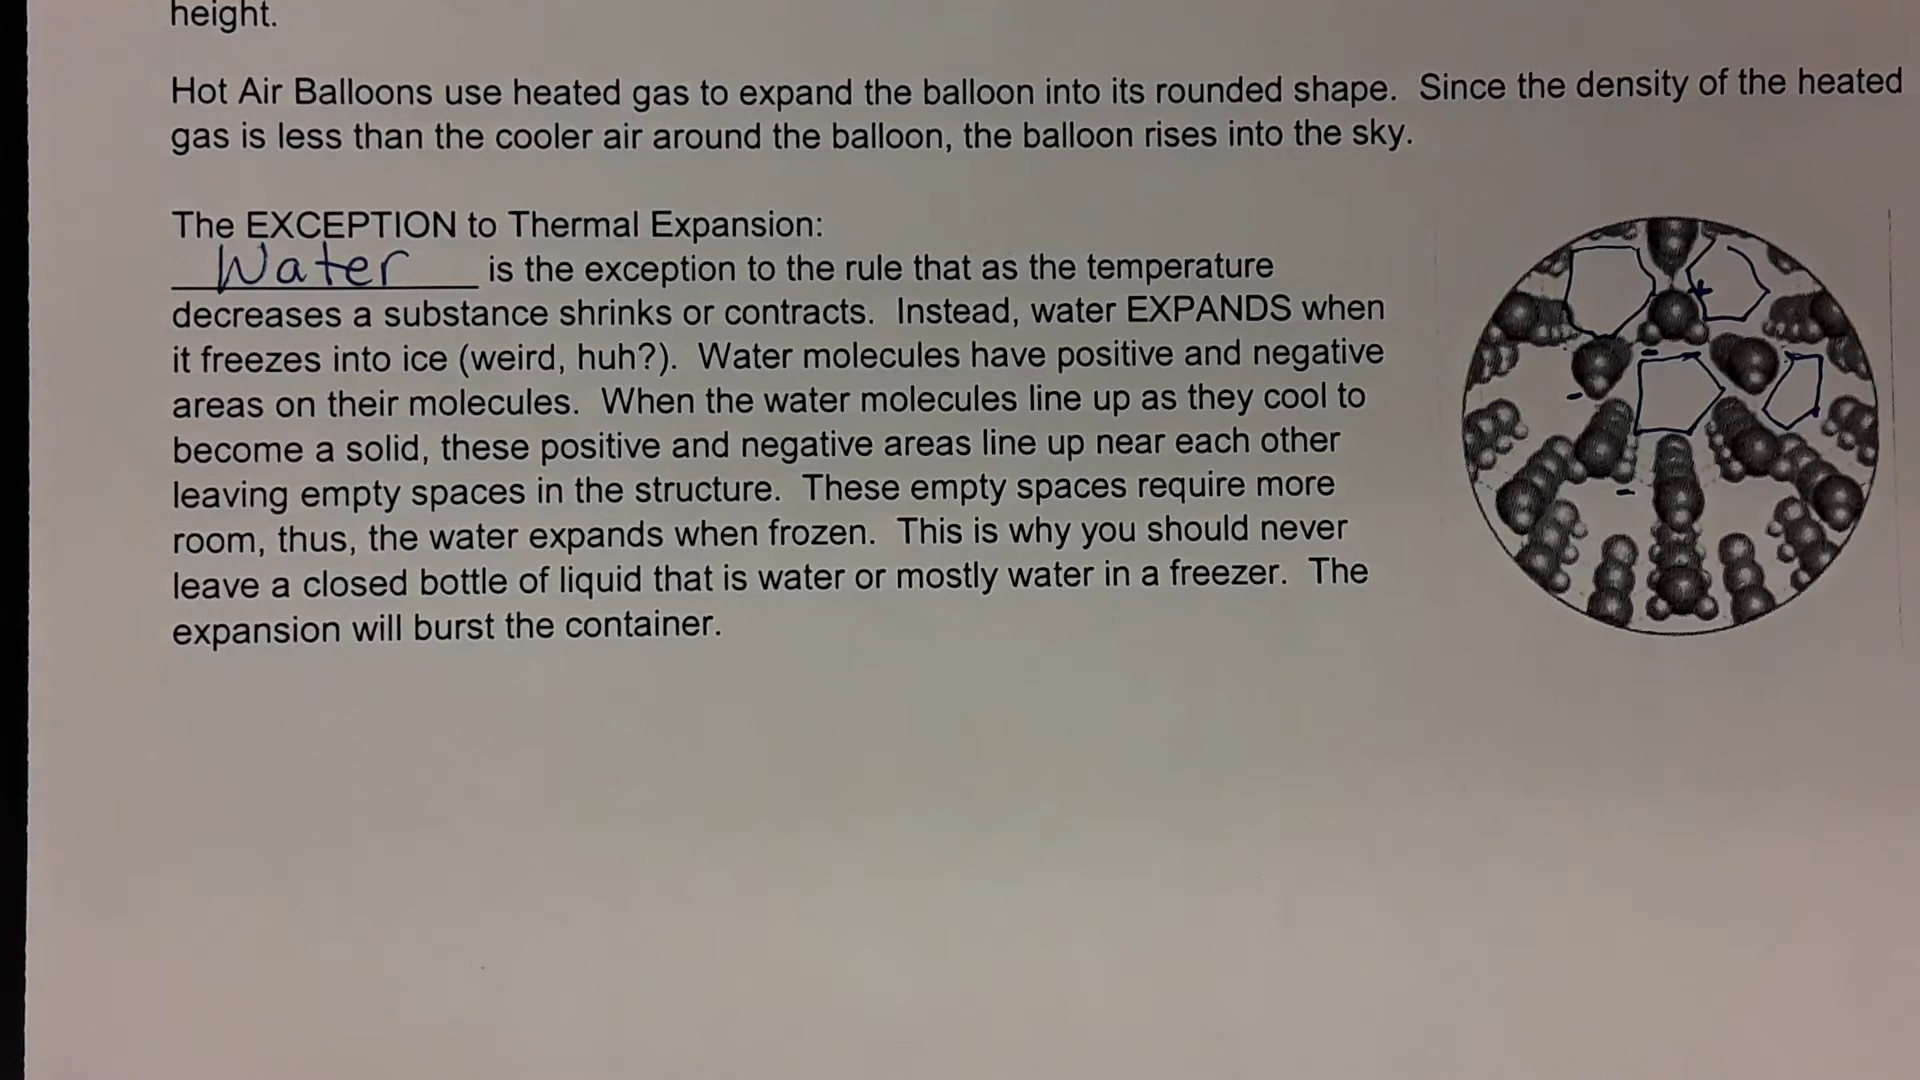 height.
Hot Air Balloons use heated gas to expand the balloon into its rounded shape. Since the density of the heated
gas is less than the cooler air around the balloon, the balloon rises into the sky.
The EXCEPTION to Thermal Expansion:
Water is the exception to the rule that as the temperature
decreases a substance shrinks or contracts. Instead, water EXPANDS when
it freezes into ice (weird, huh?). Water molecules have positive and negative
areas on their molecules. When the water molecules line up as they cool to
become a solid, these positive and negative areas line up near each other
leaving empty spaces in the structure. These empty spaces require more
room, thus, the water expands when frozen. This is why you should never
leave a closed bottle of liquid that is water or mostly water in a freezer. The
expansion will burst the container.